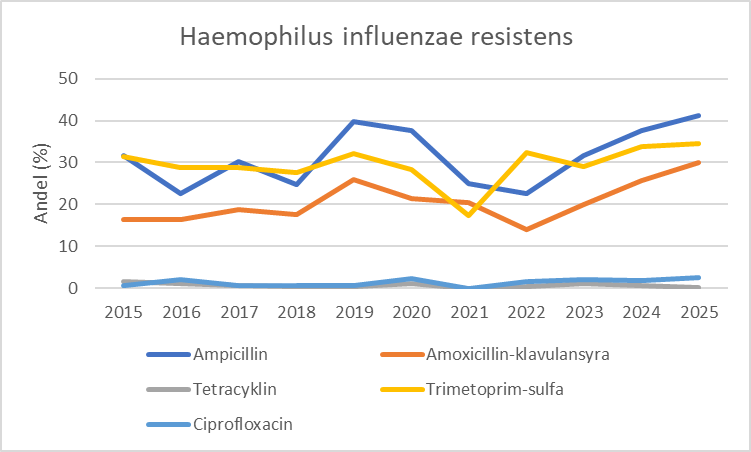 Haemophilus influenzae resistens
Andel (%)
50
40
30
20
10
0
2015 2016 2017 2018 2019 2020 2021 2022 2023 2024 2025
Ampicillin Amoxicillin-klavulansyra
Tetracyklin Trimetoprim-sulfa
Ciprofloxacin